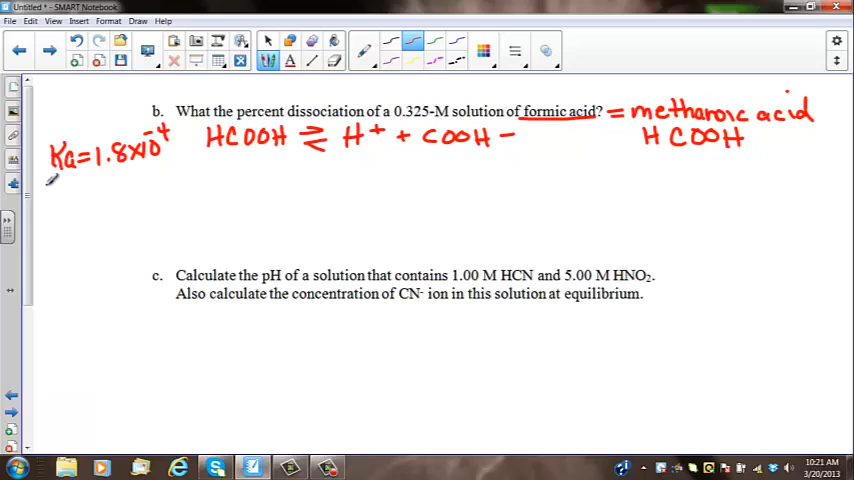 Untitled * - SMART Notebook
File Edit View Insert Format Tools Add-ons Draw Help
b. What the percent dissociation of a 0.325-M solution of formic acid? = methanoic acid
Ka=1.8x10-4 HCOOH ⇌ H+ + COOH - HCOOH
c. Calculate the pH of a solution that contains 1.00 M HCN and 5.00 M HNO2.
Also calculate the concentration of CN- ion in this solution at equilibrium.
10:21 AM
3/20/2013